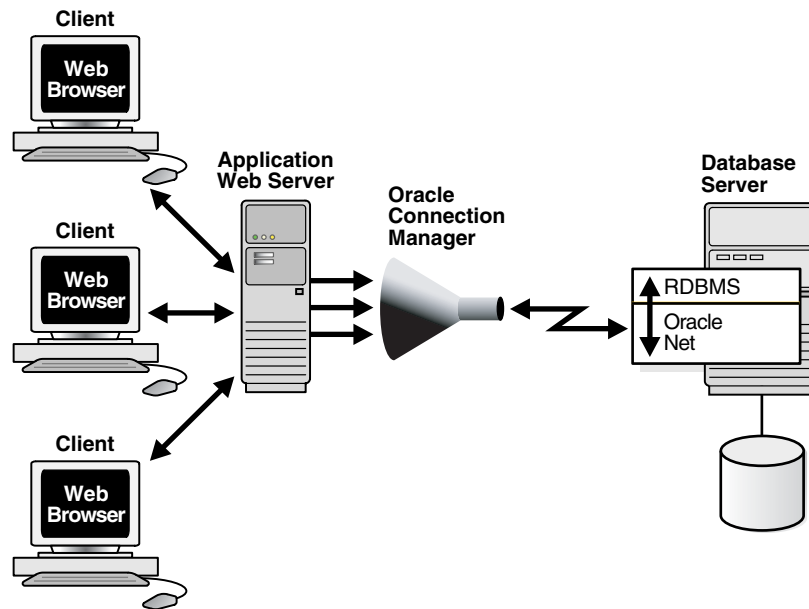 Client
Web
Browser
Application
Web Server
Oracle
Connection
Manager
Database
Server
Client
Web
Browser
RDBMS
Oracle
Net
Client
Web
Browser